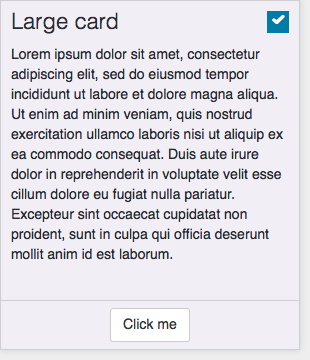 Large card
Lorem ipsum dolor sit amet, consectetur
adipiscing elit, sed do eiusmod tempor
incididunt ut labore et dolore magna aliqua.
Ut enim ad minim veniam, quis nostrud
exercitation ullamco laboris nisi ut aliquip ex
ea commodo consequat. Duis aute irure
dolor in reprehenderit in voluptate velit esse
cillum dolore eu fugiat nulla pariatur.
Excepteur sint occaecat cupidatat non
proident, sunt in culpa qui officia deserunt
mollit anim id est laborum.
Click me